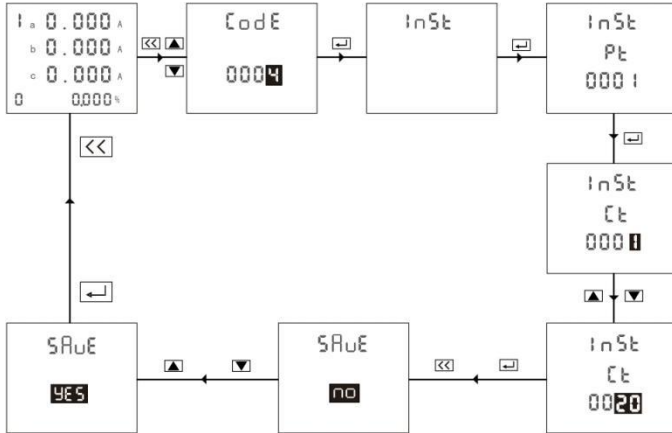 I a 0.000 A
b 0.000 A
c 0.000 A
0 0.000 %
CodE
0004
InSt
InSt
Pt
0001
InSt
Ct
0001
InSt
Ct
0020
SAvE
no
SAvE
YES